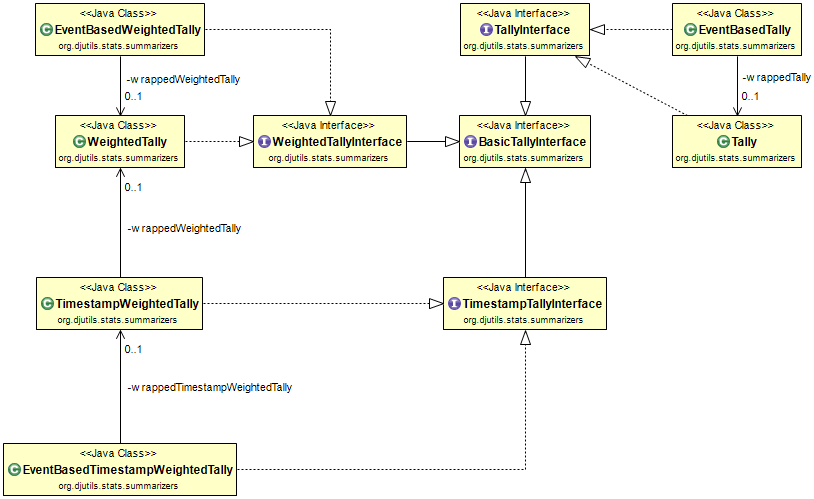 <<Java Class>>
EventBasedWeightedTally
org.djutils.stats.summarizers
<<Java Interface>>
TallyInterface
org.djutils.stats.summarizers
<<Java Class>>
EventBasedTally
org.djutils.stats.summarizers
-w rappedWeightedTally
0..1
-w rappedTally
0..1
<<Java Class>>
WeightedTally
org.djutils.stats.summarizers
<<Java Interface>>
WeightedTallyInterface
org.djutils.stats.summarizers
<<Java Interface>>
BasicTallyInterface
org.djutils.stats.summarizers
<<Java Class>>
Tally
org.djutils.stats.summarizers
0..1
-w rappedWeightedTally
<<Java Class>>
TimestampWeightedTally
org.djutils.stats.summarizers
<<Java Interface>>
TimestampTallyInterface
org.djutils.stats.summarizers
0..1
-w rappedTimestampWeightedTally
<<Java Class>>
EventBasedTimestampWeightedTally
org.djutils.stats.summarizers